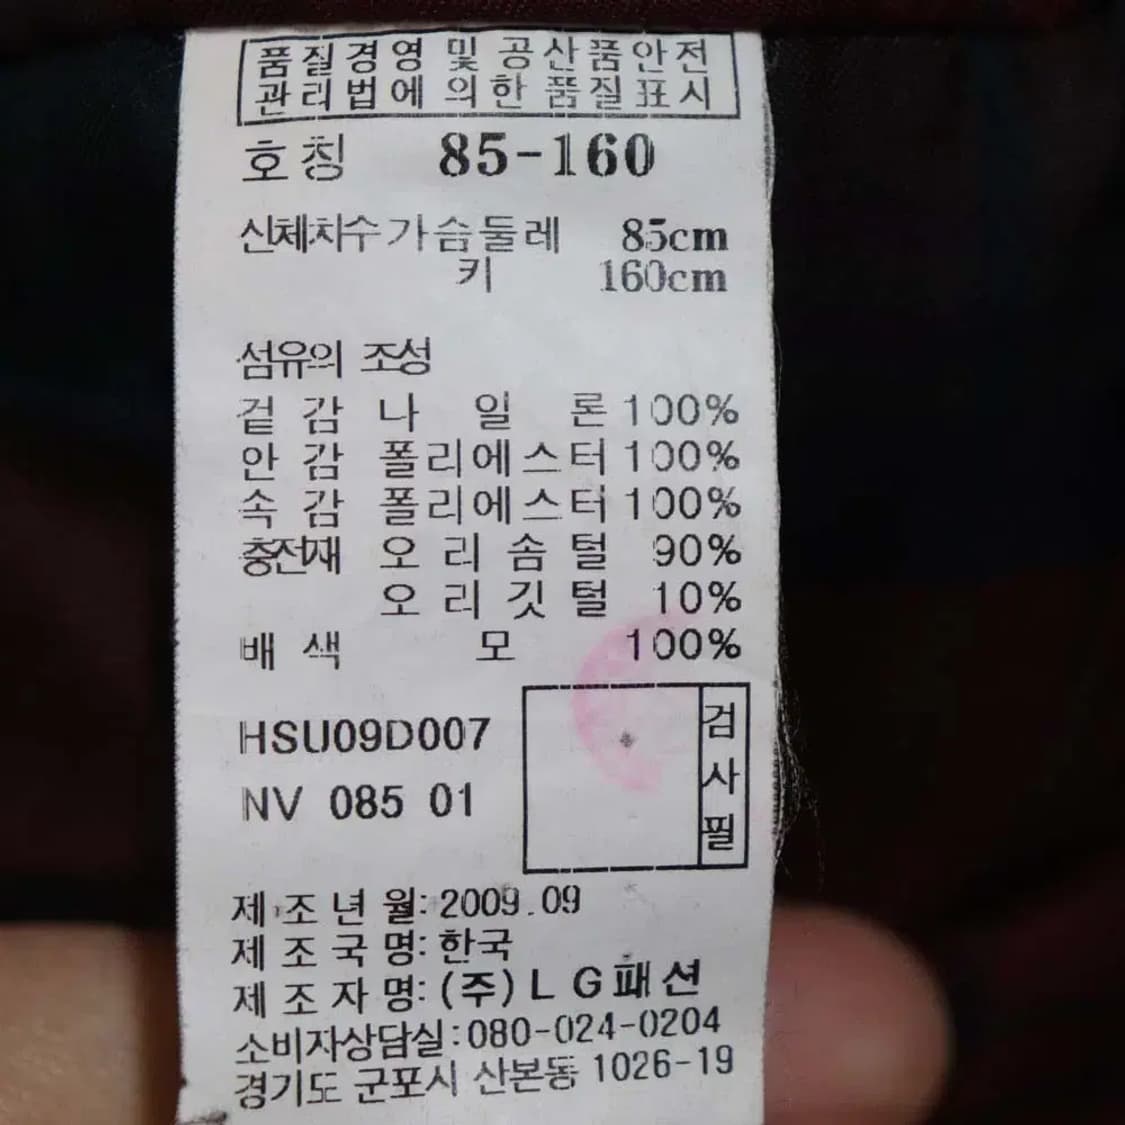 품질경영 및 공산품안전
관리법에 의한 품질표시
호칭 85-160
신체치수 가슴둘레 85cm
키 160cm
섬유의 조성
겉감 나일론 100%
안감 폴리에스터 100%
속감 폴리에스터 100%
충전재 오리솜털 90%
오리깃털 10%
배색 모 100%
HSU09D007
NV 085 01
검사필
제조년월: 2009.09
제조국명: 한국
제조자명: (주)LG패션
소비자상담실: 080-024-0204
경기도 군포시 산본동 1026-19